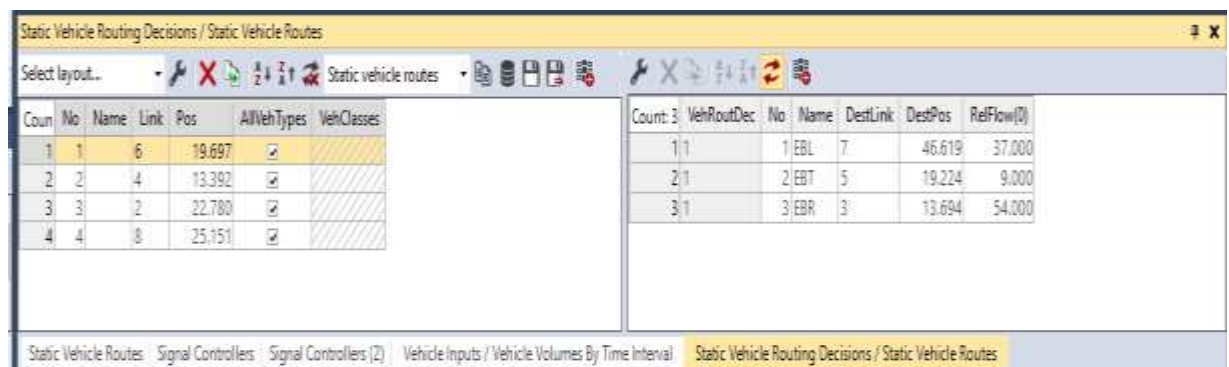 Static Vehicle Routing Decisions / Static Vehicle Routes
Select layout... Static vehicle routes
Coun No Name Link Pos AllVehTypes VehClasses
1 1 6 19.697
2 2 4 13.392
3 3 2 22.780
4 4 8 25.151
Count: 3 VehRoutDec No Name DestLink DestPos RelFlow(0)
1 1 1 EBL 7 46.619 37.000
2 1 2 EBT 5 19.224 9.000
3 1 3 EBR 3 13.694 54.000
Static Vehicle Routes Signal Controllers Signal Controllers (2) Vehicle Inputs / Vehicle Volumes By Time Interval Static Vehicle Routing Decisions / Static Vehicle Routes